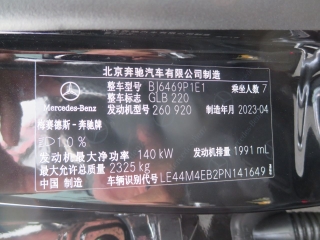 北京奔驰汽车有限公司制造
整车型号 BJ6469P1E1 乘坐人数 7
整车标志 GLB 220
发动机型号 260 920 制造年月 2023-04
Mercedes-Benz
梅赛德斯-奔驰牌
1.0 %
发动机最大净功率 140 kW 发动机排量 1991 mL
最大允许总质量 2325 kg
中国 制造 车辆识别代号 LE44M4EB2PN141649